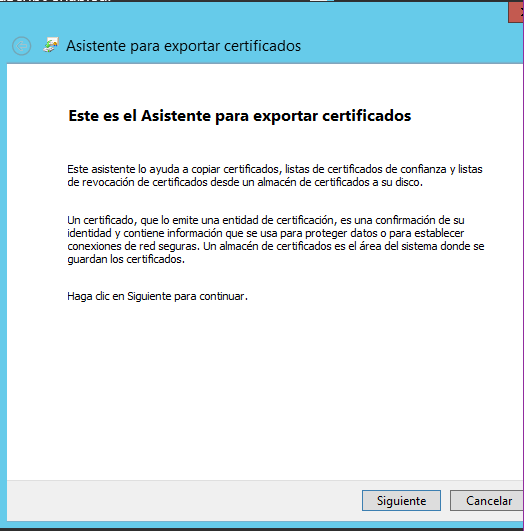 Asistente para exportar certificados
Este es el Asistente para exportar certificados
Este asistente lo ayuda a copiar certificados, listas de certificados de confianza y listas
de revocación de certificados desde un almacén de certificados a su disco.
Un certificado, que lo emite una entidad de certificación, es una confirmación de su
identidad y contiene información que se usa para proteger datos o para establecer
conexiones de red seguras. Un almacén de certificados es el área del sistema donde se
guardan los certificados.
Haga clic en Siguiente para continuar.
Siguiente
Cancelar